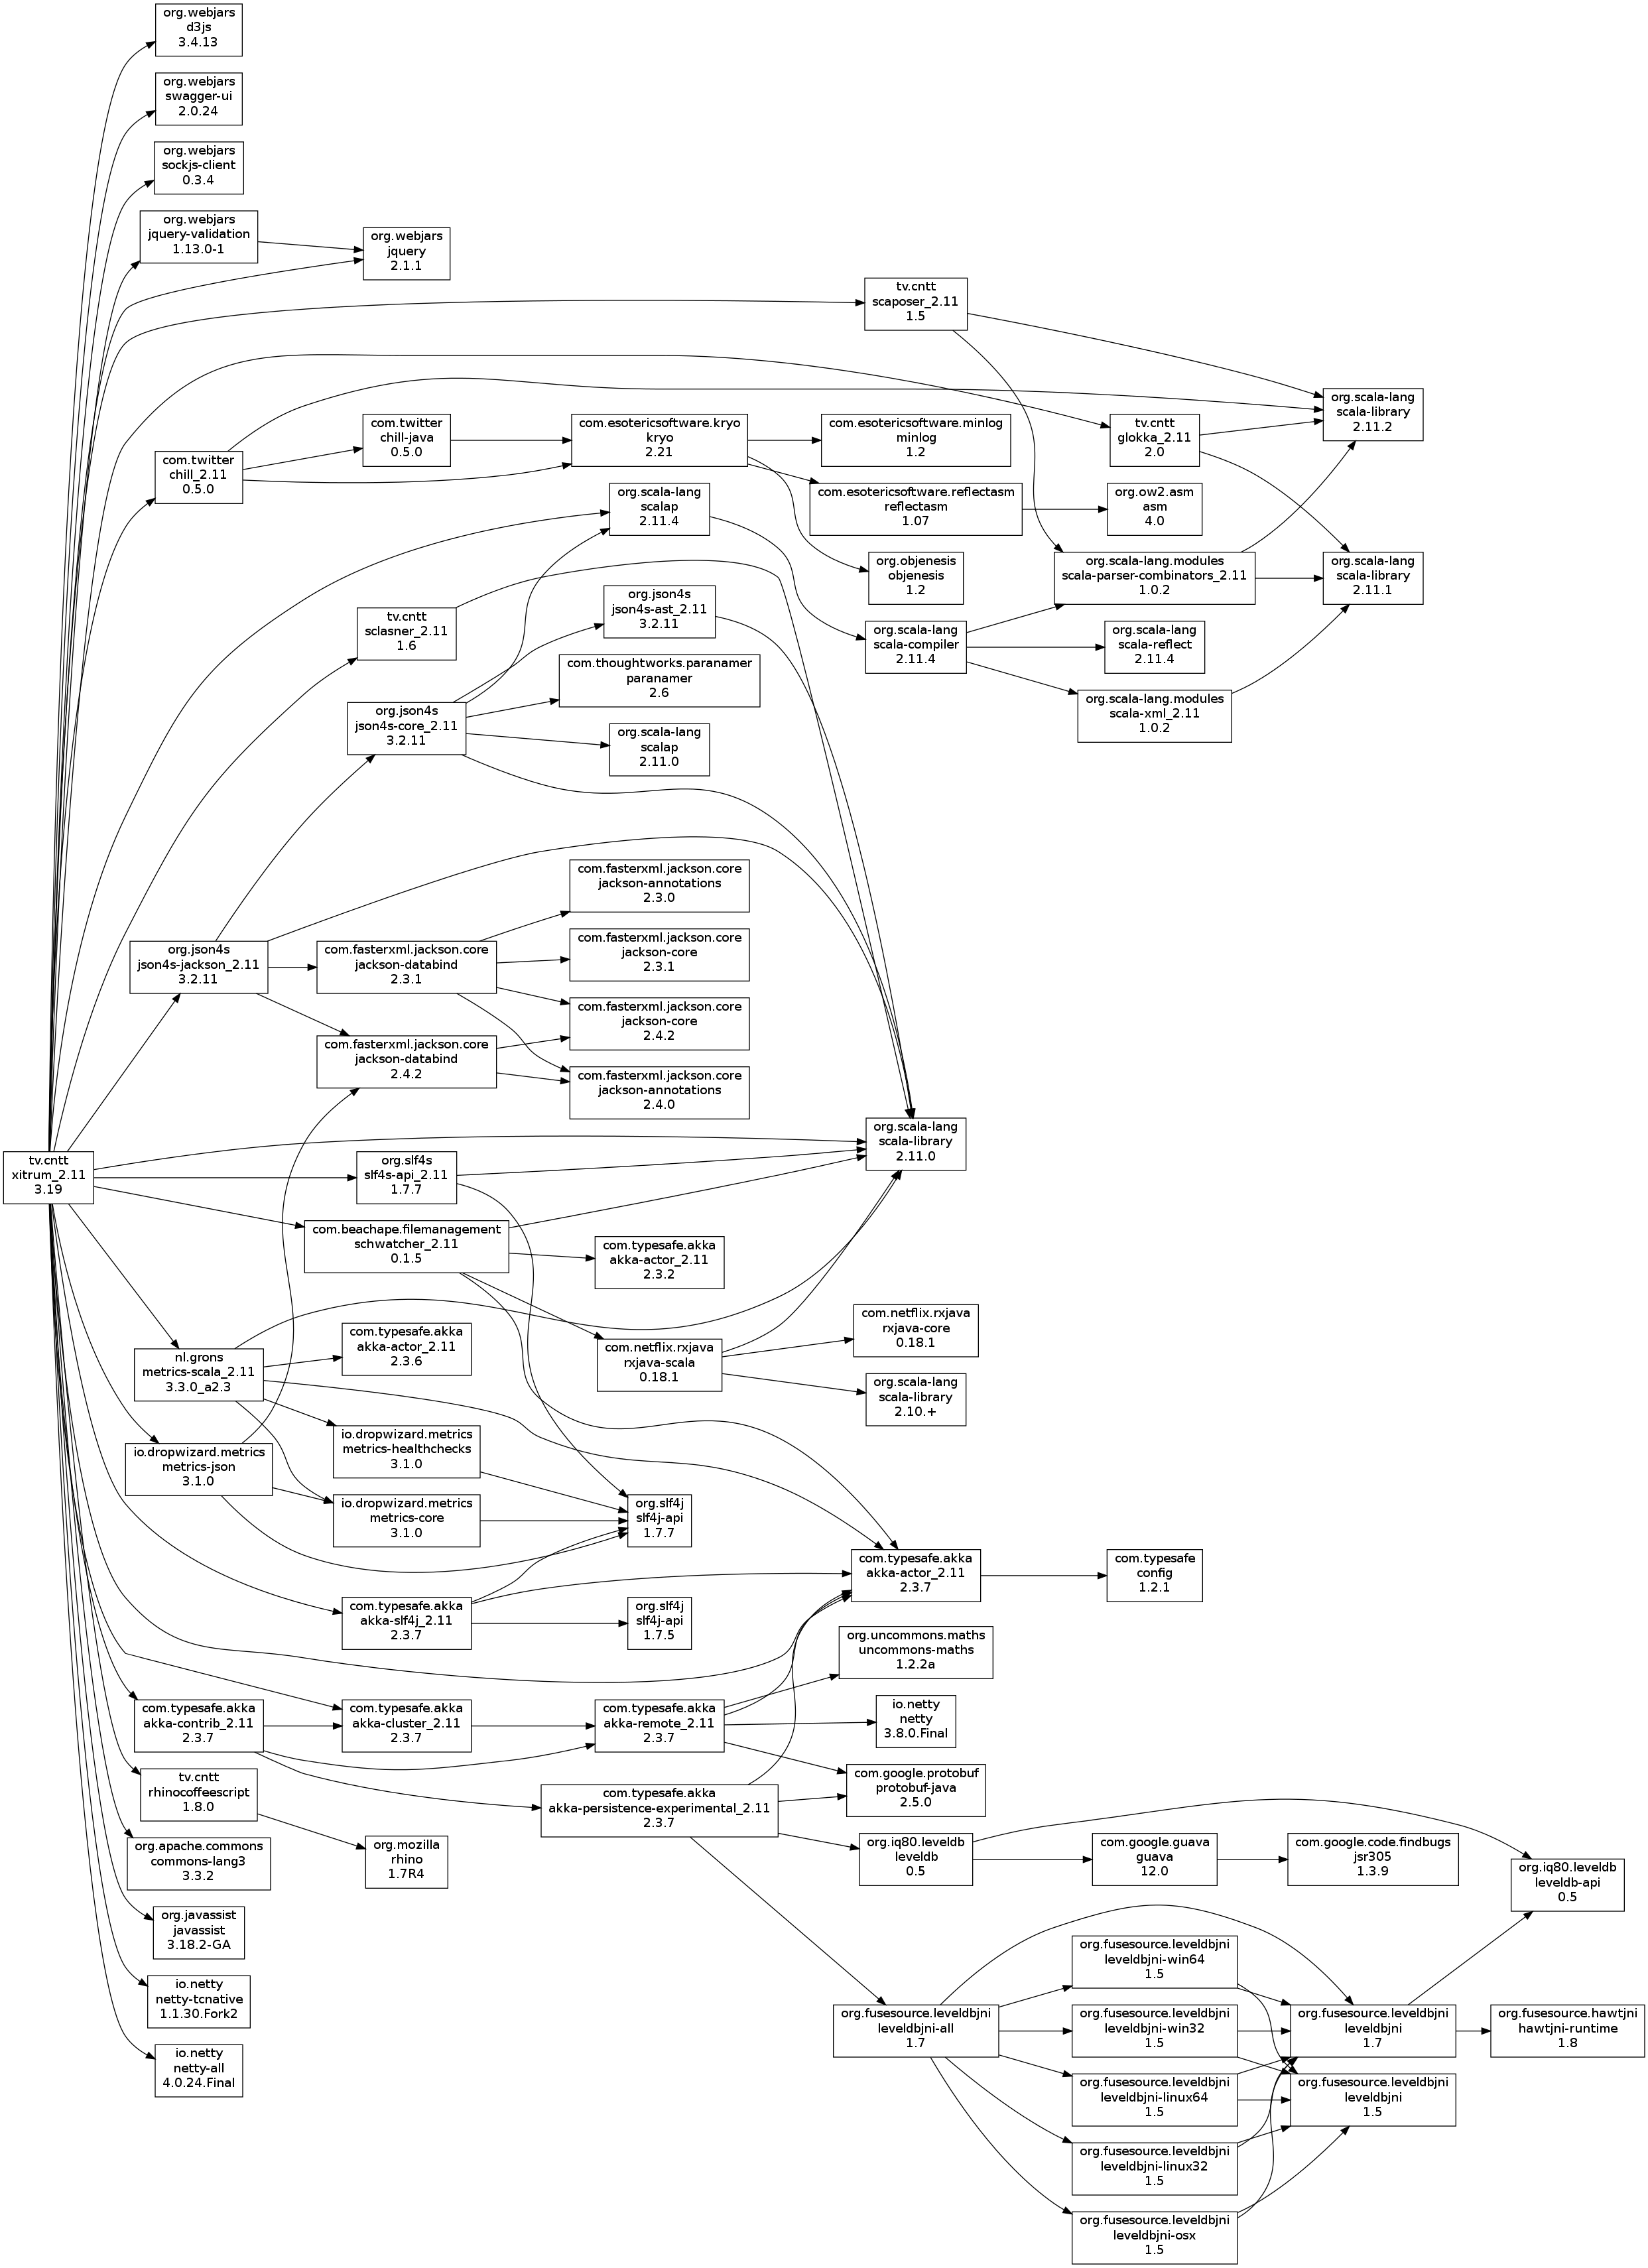 org.webjars
d3js
3.4.13
org.webjars
swagger-ui
2.0.24
org.webjars
sockjs-client
0.3.4
org.webjars
jquery-validation
1.13.0-1
org.webjars
jquery
2.1.1
tv.cntt
scaposer_2.11
1.5
org.scala-lang
scala-library
2.11.2
com.twitter
chill-java
0.5.0
com.esotericsoftware.kryo
kryo
2.21
com.esotericsoftware.minlog
minlog
1.2
tv.cntt
glokka_2.11
2.0
com.twitter
chill_2.11
0.5.0
org.scala-lang
scalap
2.11.4
com.esotericsoftware.reflectasm
reflectasm
1.07
org.ow2.asm
asm
4.0
org.objenesis
objenesis
1.2
org.scala-lang.modules
scala-parser-combinators_2.11
1.0.2
org.scala-lang
scala-library
2.11.1
tv.cntt
sclasner_2.11
1.6
org.json4s
json4s-ast_2.11
3.2.11
org.scala-lang
scala-compiler
2.11.4
org.scala-lang
scala-reflect
2.11.4
com.thoughtworks.paranamer
paranamer
2.6
org.scala-lang.modules
scala-xml_2.11
1.0.2
org.json4s
json4s-core_2.11
3.2.11
org.scala-lang
scalap
2.11.0
com.fasterxml.jackson.core
jackson-annotations
2.3.0
org.json4s
json4s-jackson_2.11
3.2.11
com.fasterxml.jackson.core
jackson-databind
2.3.1
com.fasterxml.jackson.core
jackson-core
2.3.1
com.fasterxml.jackson.core
jackson-core
2.4.2
com.fasterxml.jackson.core
jackson-databind
2.4.2
com.fasterxml.jackson.core
jackson-annotations
2.4.0
org.scala-lang
scala-library
2.11.0
tv.cntt
xitrum_2.11
3.19
org.slf4s
slf4s-api_2.11
1.7.7
com.beachape.filemanagement
schwatcher_2.11
0.1.5
com.typesafe.akka
akka-actor_2.11
2.3.2
com.netflix.rxjava
rxjava-core
0.18.1
com.typesafe.akka
akka-actor_2.11
2.3.6
com.netflix.rxjava
rxjava-scala
0.18.1
nl.grons
metrics-scala_2.11
3.3.0_a2.3
org.scala-lang
scala-library
2.10.+
io.dropwizard.metrics
metrics-healthchecks
3.1.0
io.dropwizard.metrics
metrics-json
3.1.0
io.dropwizard.metrics
metrics-core
3.1.0
org.slf4j
slf4j-api
1.7.7
com.typesafe.akka
akka-actor_2.11
2.3.7
com.typesafe
config
1.2.1
com.typesafe.akka
akka-slf4j_2.11
2.3.7
org.slf4j
slf4j-api
1.7.5
org.uncommons.maths
uncommons-maths
1.2.2a
com.typesafe.akka
akka-contrib_2.11
2.3.7
com.typesafe.akka
akka-cluster_2.11
2.3.7
com.typesafe.akka
akka-remote_2.11
2.3.7
io.netty
netty
3.8.0.Final
tv.cntt
rhinocoffeescript
1.8.0
com.typesafe.akka
akka-persistence-experimental_2.11
2.3.7
com.google.protobuf
protobuf-java
2.5.0
org.apache.commons
commons-lang3
3.3.2
org.mozilla
rhino
1.7R4
org.iq80.leveldb
leveldb
0.5
com.google.guava
guava
12.0
com.google.code.findbugs
jsr305
1.3.9
org.iq80.leveldb
leveldb-api
0.5
org.javassist
javassist
3.18.2-GA
org.fusesource.leveldbjni
leveldbjni-win64
1.5
io.netty
netty-tcnative
1.1.30.Fork2
org.fusesource.leveldbjni
leveldbjni-all
1.7
org.fusesource.leveldbjni
leveldbjni-win32
1.5
org.fusesource.leveldbjni
leveldbjni
1.7
org.fusesource.hawtjni
hawtjni-runtime
1.8
io.netty
netty-all
4.0.24.Final
org.fusesource.leveldbjni
leveldbjni-linux64
1.5
org.fusesource.leveldbjni
leveldbjni
1.5
org.fusesource.leveldbjni
leveldbjni-linux32
1.5
org.fusesource.leveldbjni
leveldbjni-osx
1.5